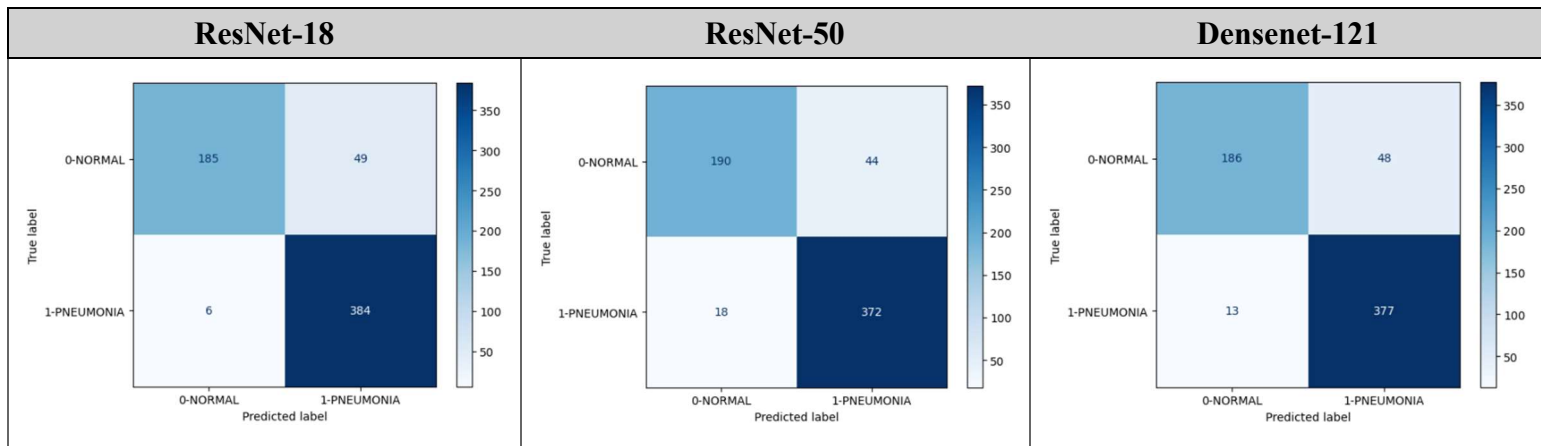 ResNet-18 ResNet-50 Densenet-121
0-NORMAL
1-PNEUMONIA
True label
185 49
6 384
0-NORMAL 1-PNEUMONIA
Predicted label
350
300
250
200
150
100
50
0-NORMAL
1-PNEUMONIA
True label
190 44
18 372
0-NORMAL 1-PNEUMONIA
Predicted label
350
300
250
200
150
100
50
0-NORMAL
1-PNEUMONIA
True label
186 48
13 377
0-NORMAL 1-PNEUMONIA
Predicted label
350
300
250
200
150
100
50